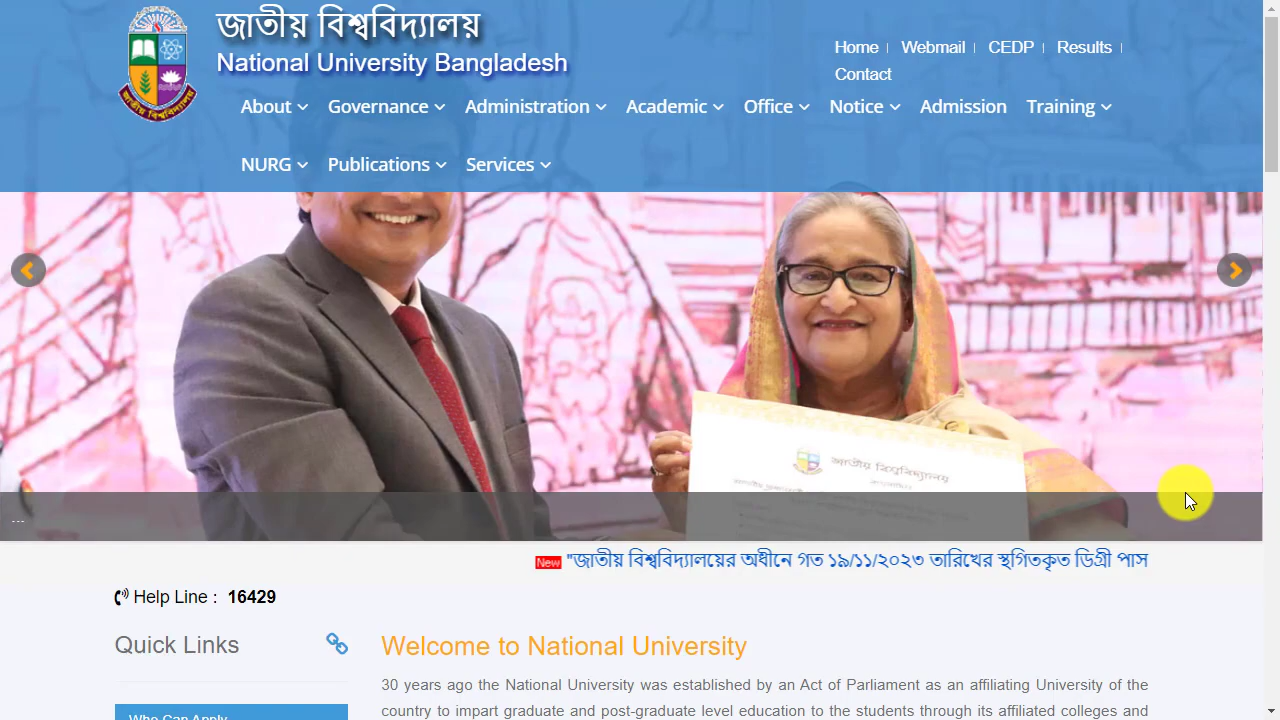 জাতীয় বিশ্ববিদ্যালয়
National University Bangladesh
Home
Webmail
CEDP
Results
Contact
About
Governance
Administration
Academic
Office
Notice
Admission
Training
NURG
Publications
Services
জাতীয় বিশ্ববিদ্যালয়
...
New "জাতীয় বিশ্ববিদ্যালয়ের অধীনে গত ১৯/১১/২০২৩ তারিখের স্থগিতকৃত ডিগ্রী পাস
Help Line : 16429
Quick Links
Welcome to National University
30 years ago the National University was established by an Act of Parliament as an affiliating University of the
country to impart graduate and post-graduate level education to the students through its affiliated colleges and
Who Can Apply